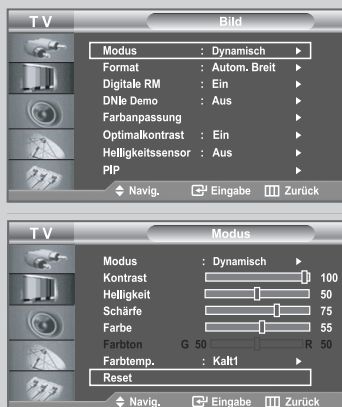 T V Bild
Modus : Dynamisch
Format : Autom. Breit
Digitale RM : Ein
DNIe Demo : Aus
Farbanpassung
Optimalkontrast : Ein
Helligkeitssensor : Aus
PIP
Navig. Eingabe Zurück
T V Modus
Modus : Dynamisch
Kontrast 100
Helligkeit 50
Schärfe 75
Farbe 55
Farbton G 50 R 50
Farbtemp. : Kalt1
Reset
Navig. Eingabe Zurück